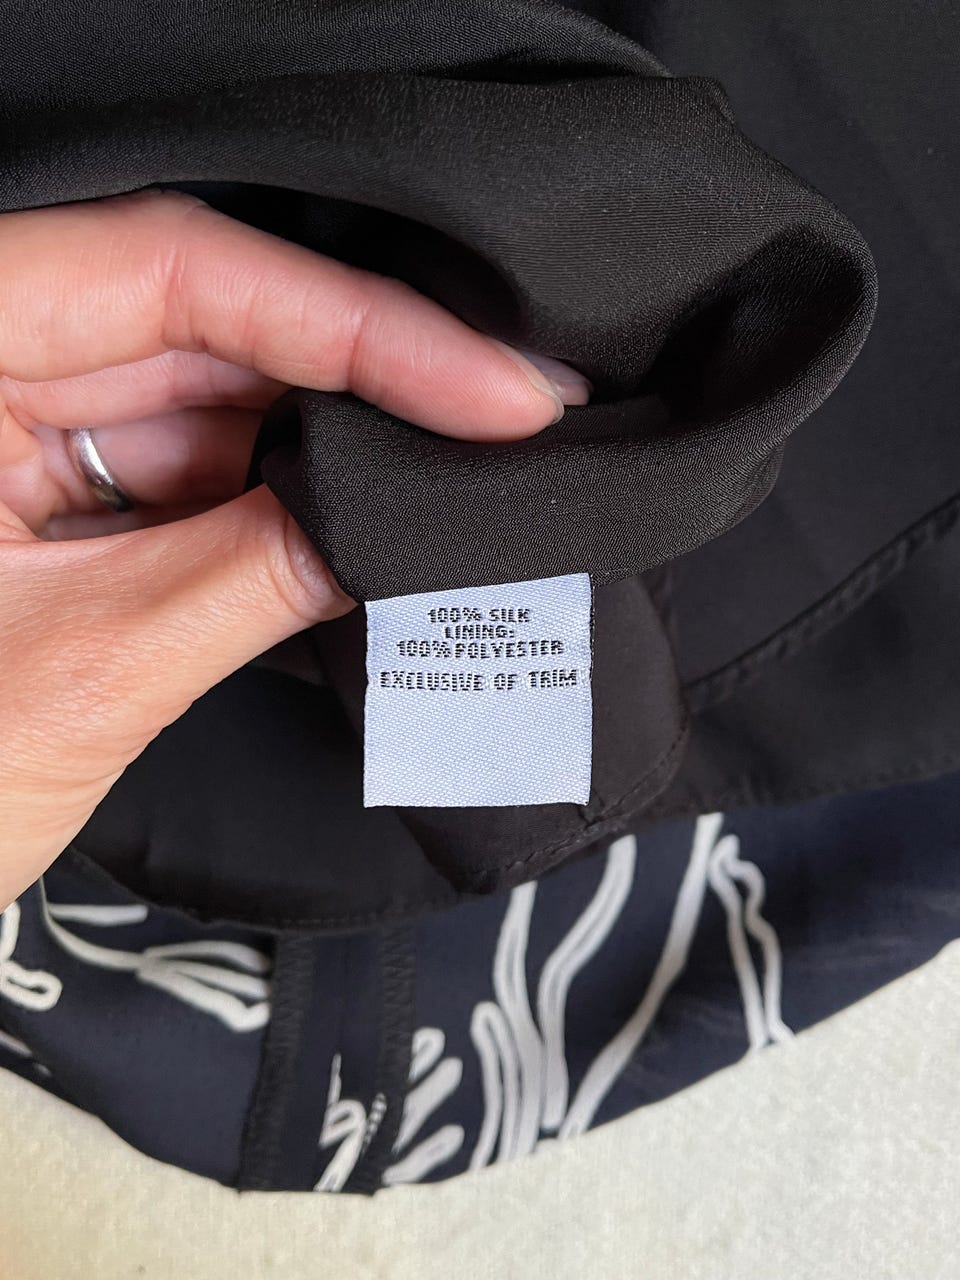 100% SILK
LINING:
100% POLYESTER
EXCLUSIVE OF TRIM